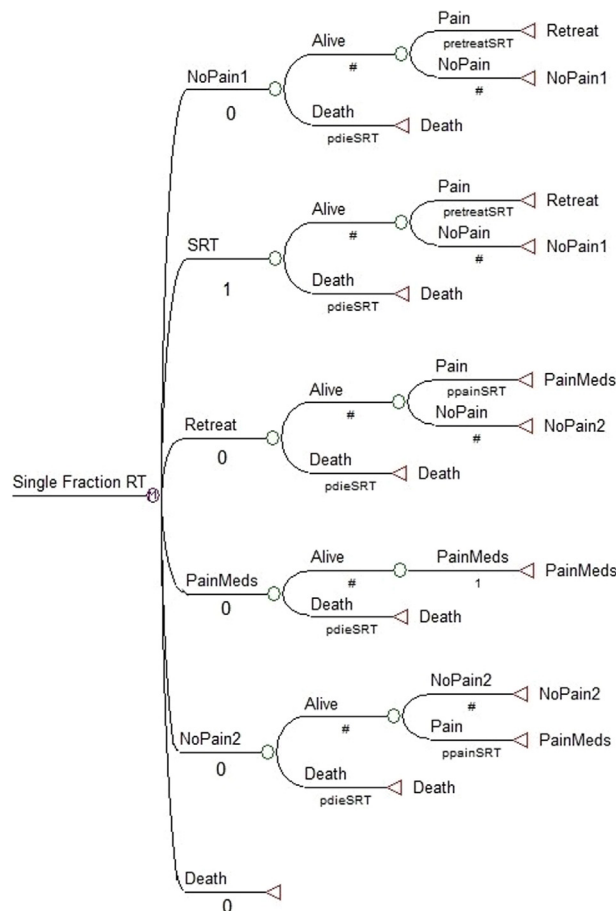 Pain
Retreat
pretreatSRT
Alive
NoPain
NoPain1
#
#
NoPain1
0
Death
Death
pdieSRT
Pain
Retreat
pretreatSRT
Alive
NoPain
NoPain1
#
#
SRT
1
Death
Death
pdieSRT
Pain
PainMeds
ppainSRT
Alive
NoPain
NoPain2
#
#
Retreat
0
Death
Death
pdieSRT
Single Fraction RT
M
Alive
PainMeds
PainMeds
#
1
PainMeds
0
Death
Death
pdieSRT
NoPain2
NoPain2
#
Alive
Pain
PainMeds
#
ppainSRT
NoPain2
0
Death
Death
pdieSRT
Death
0